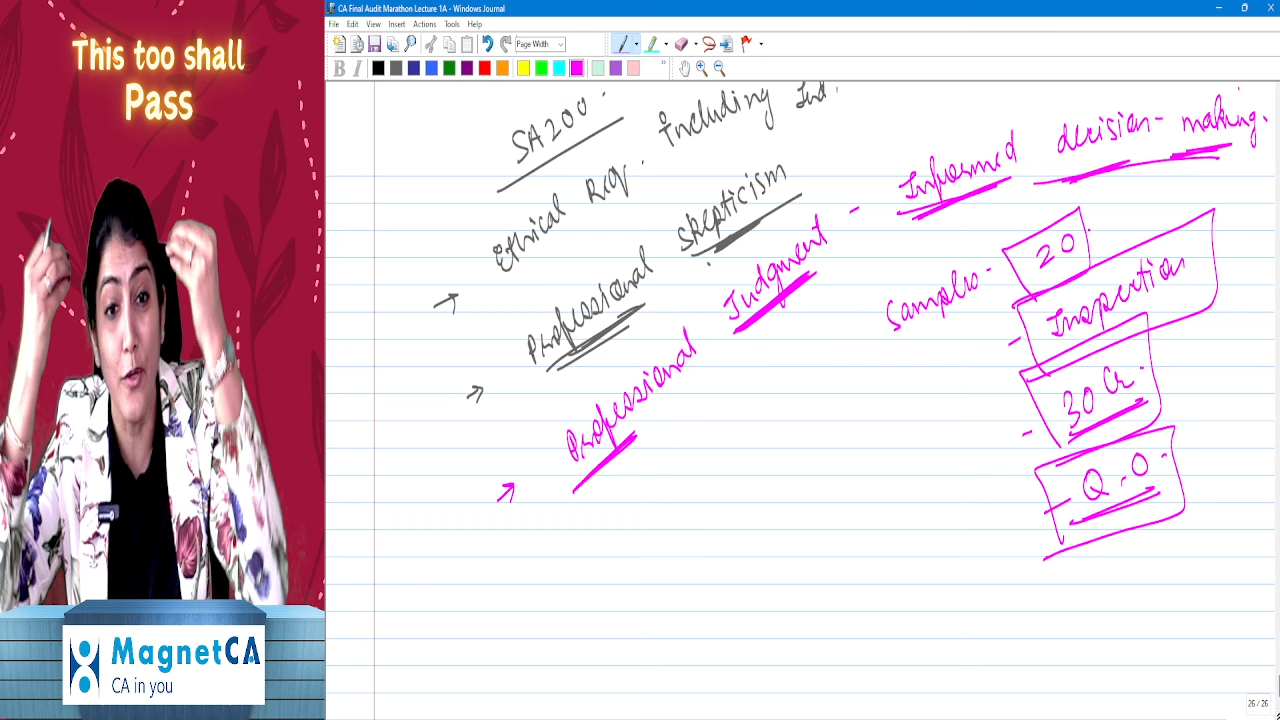 This too shall
Pass
MagnetCA
CA in you
CA Final Audit Marathon Lecture 1A - Windows Journal
File Edit View Insert Actions Tools Help
Page Width
B I
SA200.
Ethical Req. Including Ind.
→ Professional skepticism
→ Professional Judgment - Informed decision-making.
Samples - 20
- Inspection
- 30 Cr.
- Q.O.
26 / 26